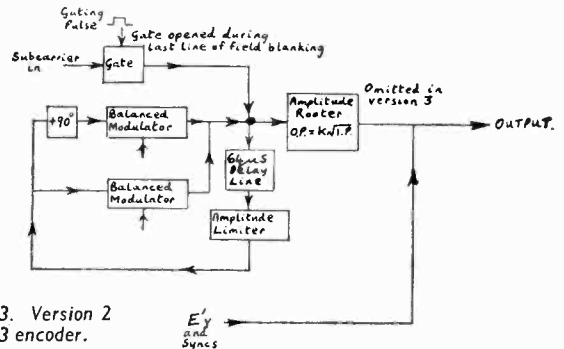 Gating
Pulse
Gate opened during
last line of field blanking
Subcarrier
in
Gate
Omitted in
version 3
Amplitude
Rooter
O.P.= K√I.P.
OUTPUT.
+90°
Balanced
Modulator
64µS
Delay
Line
Balanced
Modulator
Amplitude
Limiter
3. Version 2
3 encoder.
E'y
and
Syncs